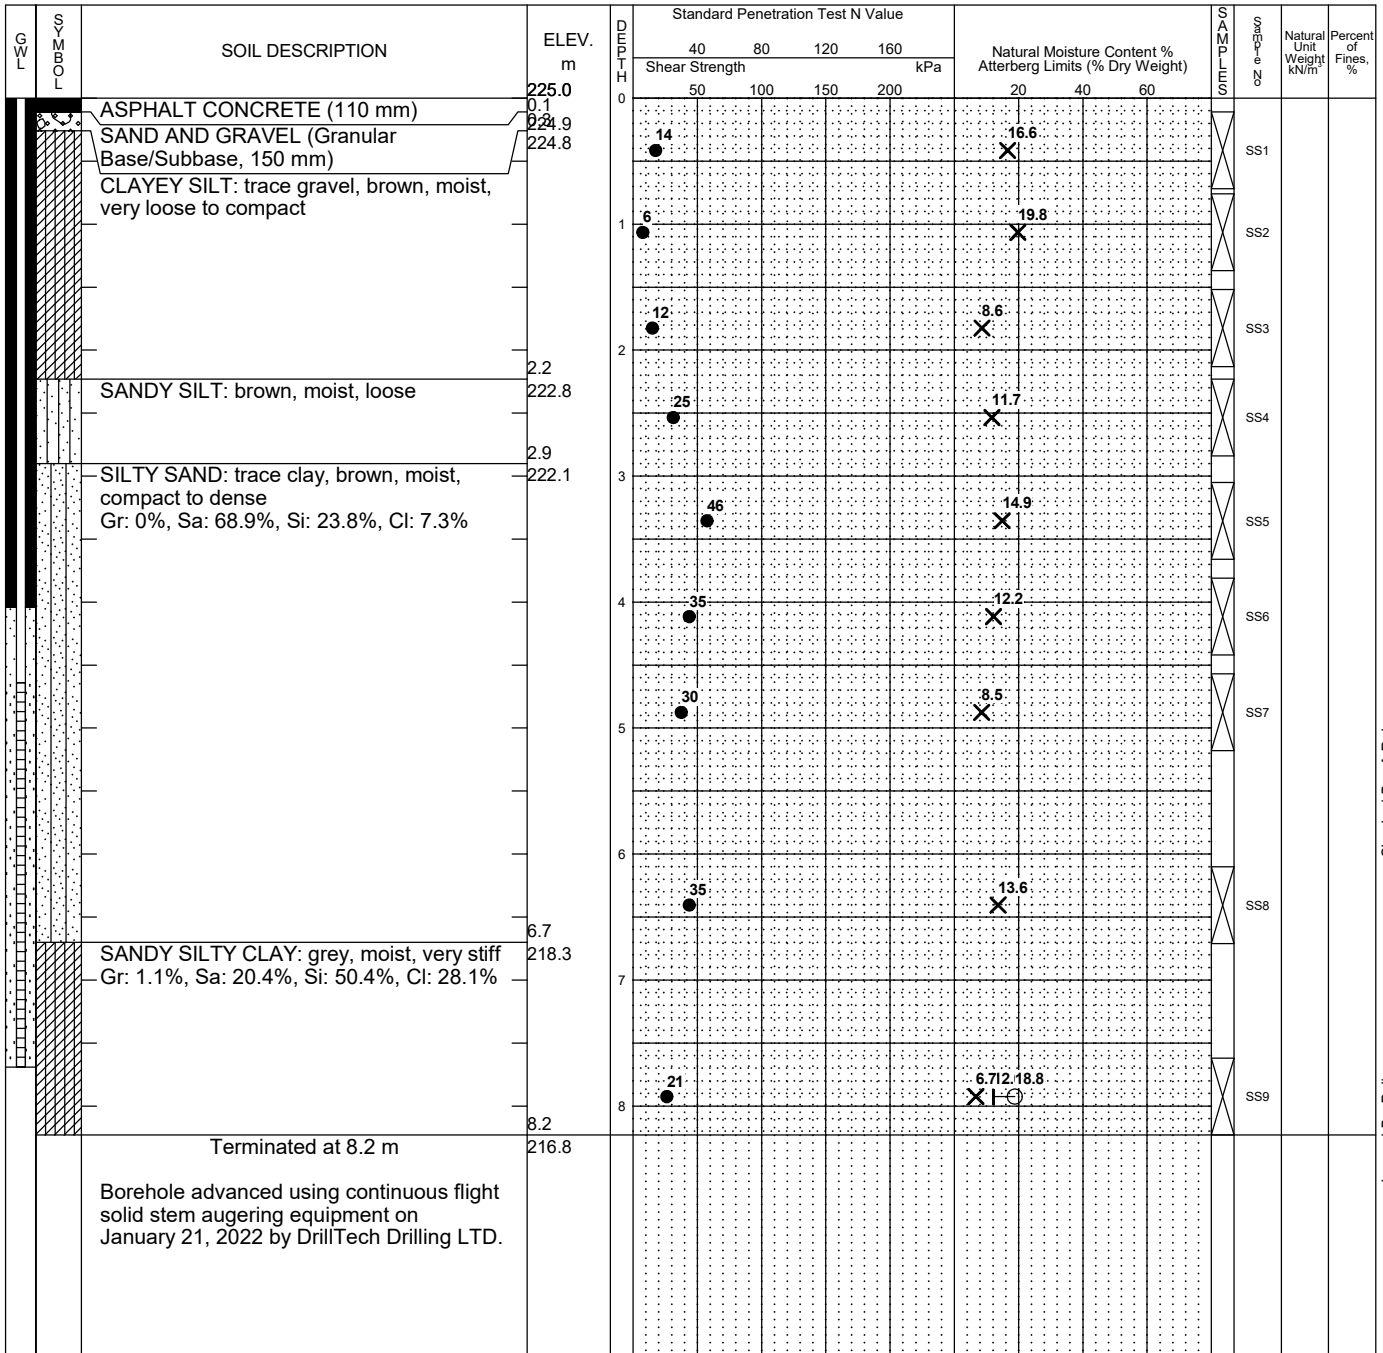 GWL
SYMBOL
SOIL DESCRIPTION
ELEV.
m
DEPTH
Standard Penetration Test N Value
40 80 120 160
Shear Strength kPa
50 100 150 200
Natural Moisture Content %
Atterberg Limits (% Dry Weight)
20 40 60
SAMPLES
Sample No
Natural
Unit
Weight
kN/m³
Percent
of
Fines,
%
225.0
0
ASPHALT CONCRETE (110 mm)
0.1
224.9
SAND AND GRAVEL (Granular
Base/Subbase, 150 mm)
0.3
224.8
14 16.6 SS1
CLAYEY SILT: trace gravel, brown, moist,
very loose to compact
1
6 19.8 SS2
12 8.6 SS3
2
2.2
222.8
SANDY SILT: brown, moist, loose
25 11.7 SS4
2.9
222.1
SILTY SAND: trace clay, brown, moist,
compact to dense
Gr: 0%, Sa: 68.9%, Si: 23.8%, Cl: 7.3%
3
46 14.9 SS5
4
35 12.2 SS6
30 8.5 SS7
5
6
35 13.6 SS8
6.7
218.3
SANDY SILTY CLAY: grey, moist, very stiff
Gr: 1.1%, Sa: 20.4%, Si: 50.4%, Cl: 28.1%
7
21 6.7 12. 18.8 SS9
8
8.2
216.8
Terminated at 8.2 m
Borehole advanced using continuous flight
solid stem augering equipment on
January 21, 2022 by DrillTech Drilling LTD.